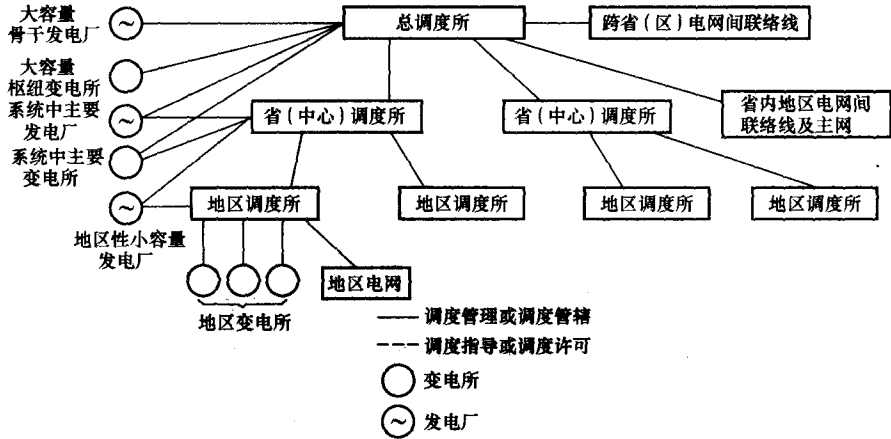 大容量
骨干发电厂
~
总调度所
跨省(区)电网间联络线
大容量
枢纽变电所
系统中主要
发电厂
~
省(中心)调度所
省(中心)调度所
省内地区电网间
联络线及主网
系统中主要
变电所
~
地区调度所
地区调度所
地区调度所
地区调度所
地区性小容量
发电厂
地区电网
地区变电所
调度管理或调度管辖
调度指导或调度许可
变电所
~
发电厂